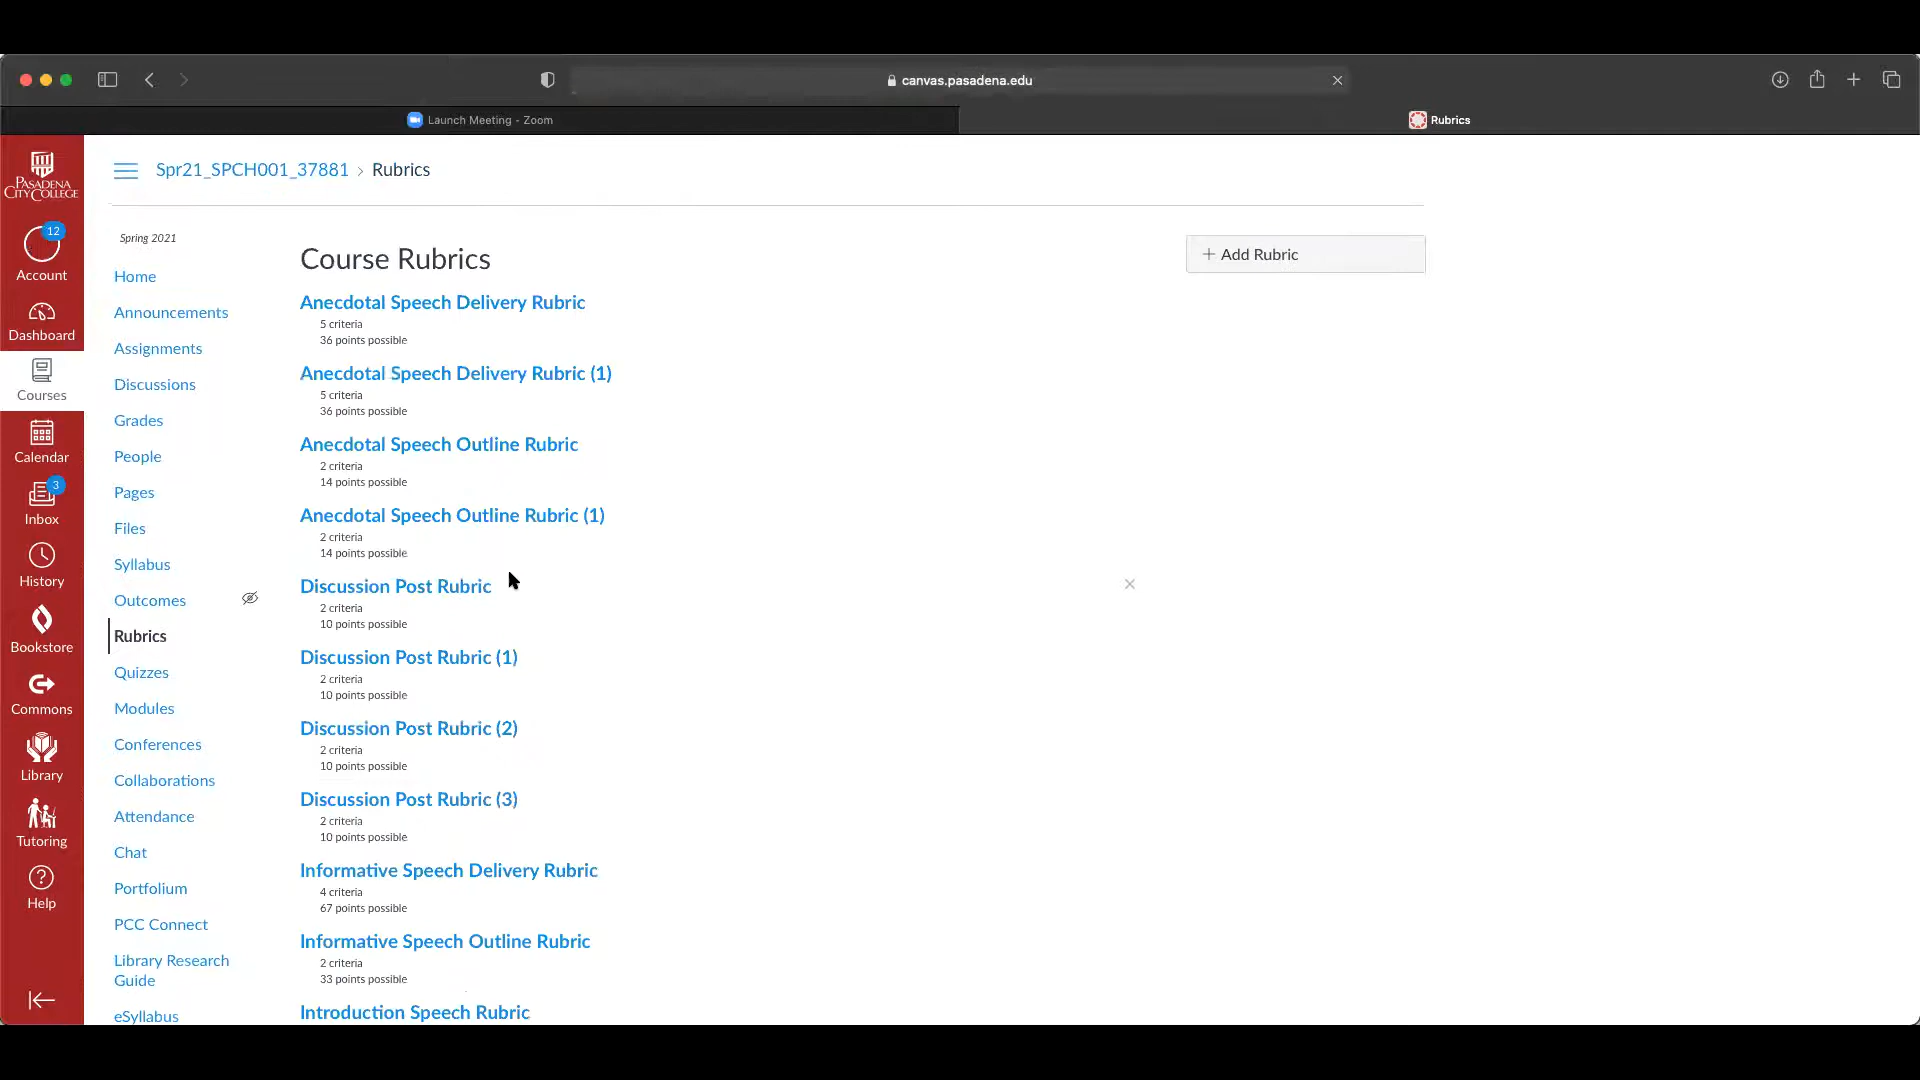 canvas.pasadena.edu
Launch Meeting - Zoom
Rubrics
PASADENA
CITY COLLEGE
12
Account
Dashboard
Courses
Calendar
3
Inbox
History
Bookstore
Commons
Library
Tutoring
Help
Spr21_SPCH001_37881 › Rubrics
Spring 2021
Home
Announcements
Assignments
Discussions
Grades
People
Pages
Files
Syllabus
Outcomes
Rubrics
Quizzes
Modules
Conferences
Collaborations
Attendance
Chat
Portfolium
PCC Connect
Library Research
Guide
eSyllabus
Course Rubrics
+ Add Rubric
Anecdotal Speech Delivery Rubric
5 criteria
36 points possible
Anecdotal Speech Delivery Rubric (1)
5 criteria
36 points possible
Anecdotal Speech Outline Rubric
2 criteria
14 points possible
Anecdotal Speech Outline Rubric (1)
2 criteria
14 points possible
Discussion Post Rubric
2 criteria
10 points possible
Discussion Post Rubric (1)
2 criteria
10 points possible
Discussion Post Rubric (2)
2 criteria
10 points possible
Discussion Post Rubric (3)
2 criteria
10 points possible
Informative Speech Delivery Rubric
4 criteria
67 points possible
Informative Speech Outline Rubric
2 criteria
33 points possible
Introduction Speech Rubric